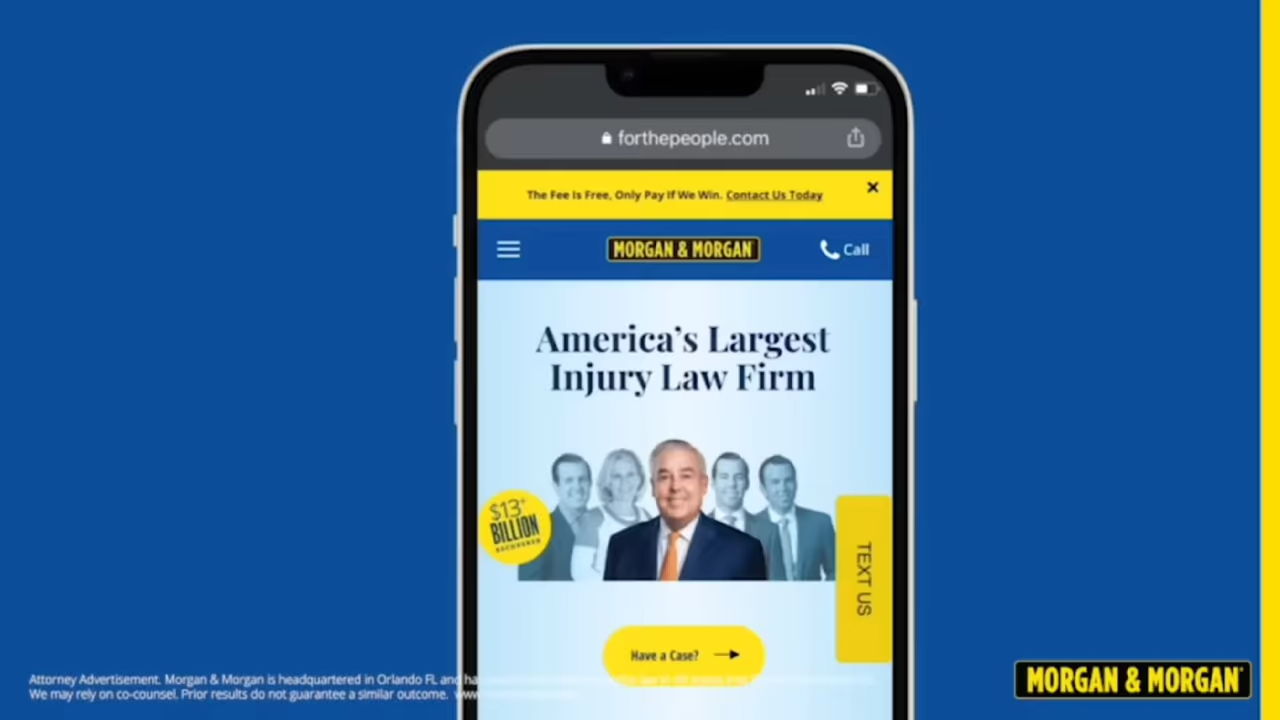 forthepeople.com
The Fee Is Free, Only Pay If We Win. Contact Us Today
MORGAN & MORGAN
Call
America's Largest
Injury Law Firm
$13+
BILLION
RECOVERED
TEXT US
Have a Case?
Attorney Advertisement. Morgan & Morgan is headquartered in Orlando FL and
We may rely on co-counsel. Prior results do not guarantee a similar outcome.
MORGAN & MORGAN